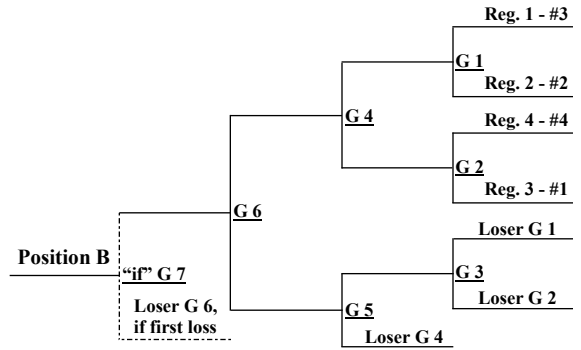 Reg. 1 - #3
G 1
Reg. 2 - #2
G 4
Reg. 4 - #4
G 2
Reg. 3 - #1
G 6
Loser G 1
Position B
“if” G 7
G 3
Loser G 6,
if first loss
G 5
Loser G 2
Loser G 4